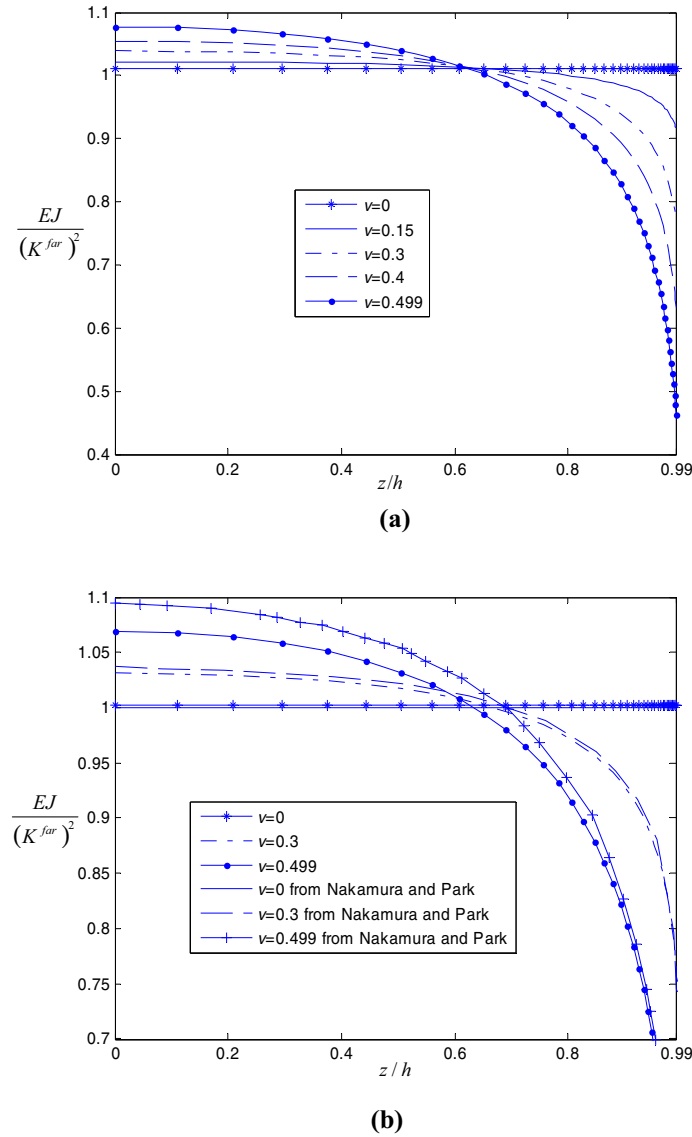 1.1
1
0.9
0.8
0.7
0.6
0.5
0.4
EJ
(K^far)^2
v=0
v=0.15
v=0.3
v=0.4
v=0.499
0 0.2 0.4 0.6 0.8 0.99
z/h
(a)
1.1
1.05
1
0.95
0.9
0.85
0.8
0.75
0.7
EJ
(K^far)^2
v=0
v=0.3
v=0.499
v=0 from Nakamura and Park
v=0.3 from Nakamura and Park
v=0.499 from Nakamura and Park
0 0.2 0.4 0.6 0.8 0.99
z / h
(b)